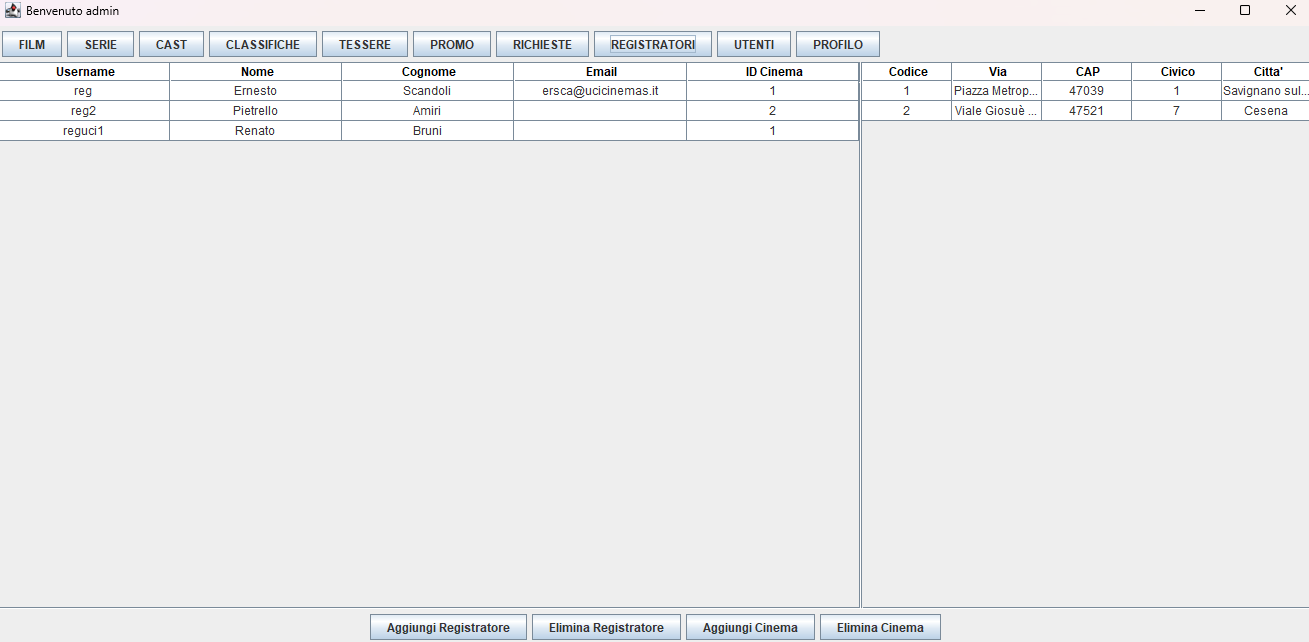 Benvenuto admin
FILM SERIE CAST CLASSIFICHE TESSERE PROMO RICHIESTE REGISTRATORI UTENTI PROFILO
Username Nome Cognome Email ID Cinema Codice Via CAP Civico Citta'
reg Ernesto Scandoli ersca@ucicinemas.it 1 1 Piazza Metrop... 47039 1 Savignano sul...
reg2 Pietrello Amiri 2 2 Viale Giosuè ... 47521 7 Cesena
reguci1 Renato Bruni 1
Aggiungi Registratore Elimina Registratore Aggiungi Cinema Elimina Cinema